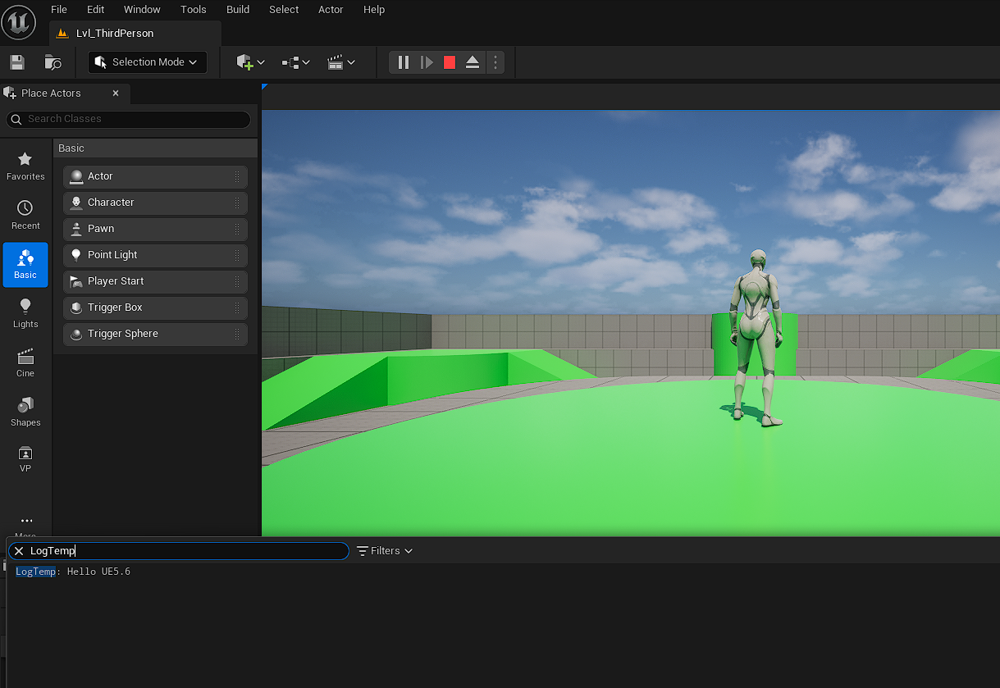 File Edit Window Tools Build Select Actor Help
Lvl_ThirdPerson
Selection Mode
Place Actors
Search Classes
Favorites
Recent
Basic
Lights
Cine
Shapes
VP
More
Basic
Actor
Character
Pawn
Point Light
Player Start
Trigger Box
Trigger Sphere
LogTemp
Filters
LogTemp: Hello UE5.6